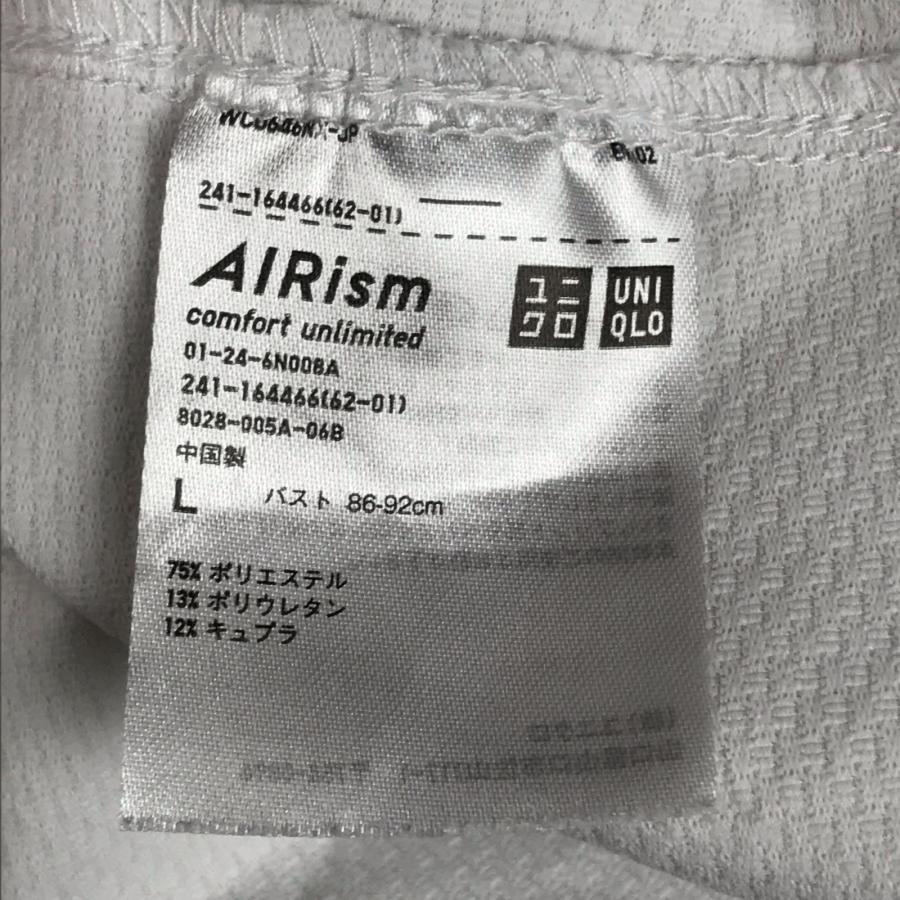 241-164466(62-01)
AIRism
comfort unlimited
ユニクロ
UNIQLO
01-24-6N008A
241-164466(62-01)
8028-005A-06B
中国製
L バスト 86-92cm
75% ポリエステル
13% ポリウレタン
12% キュプラ